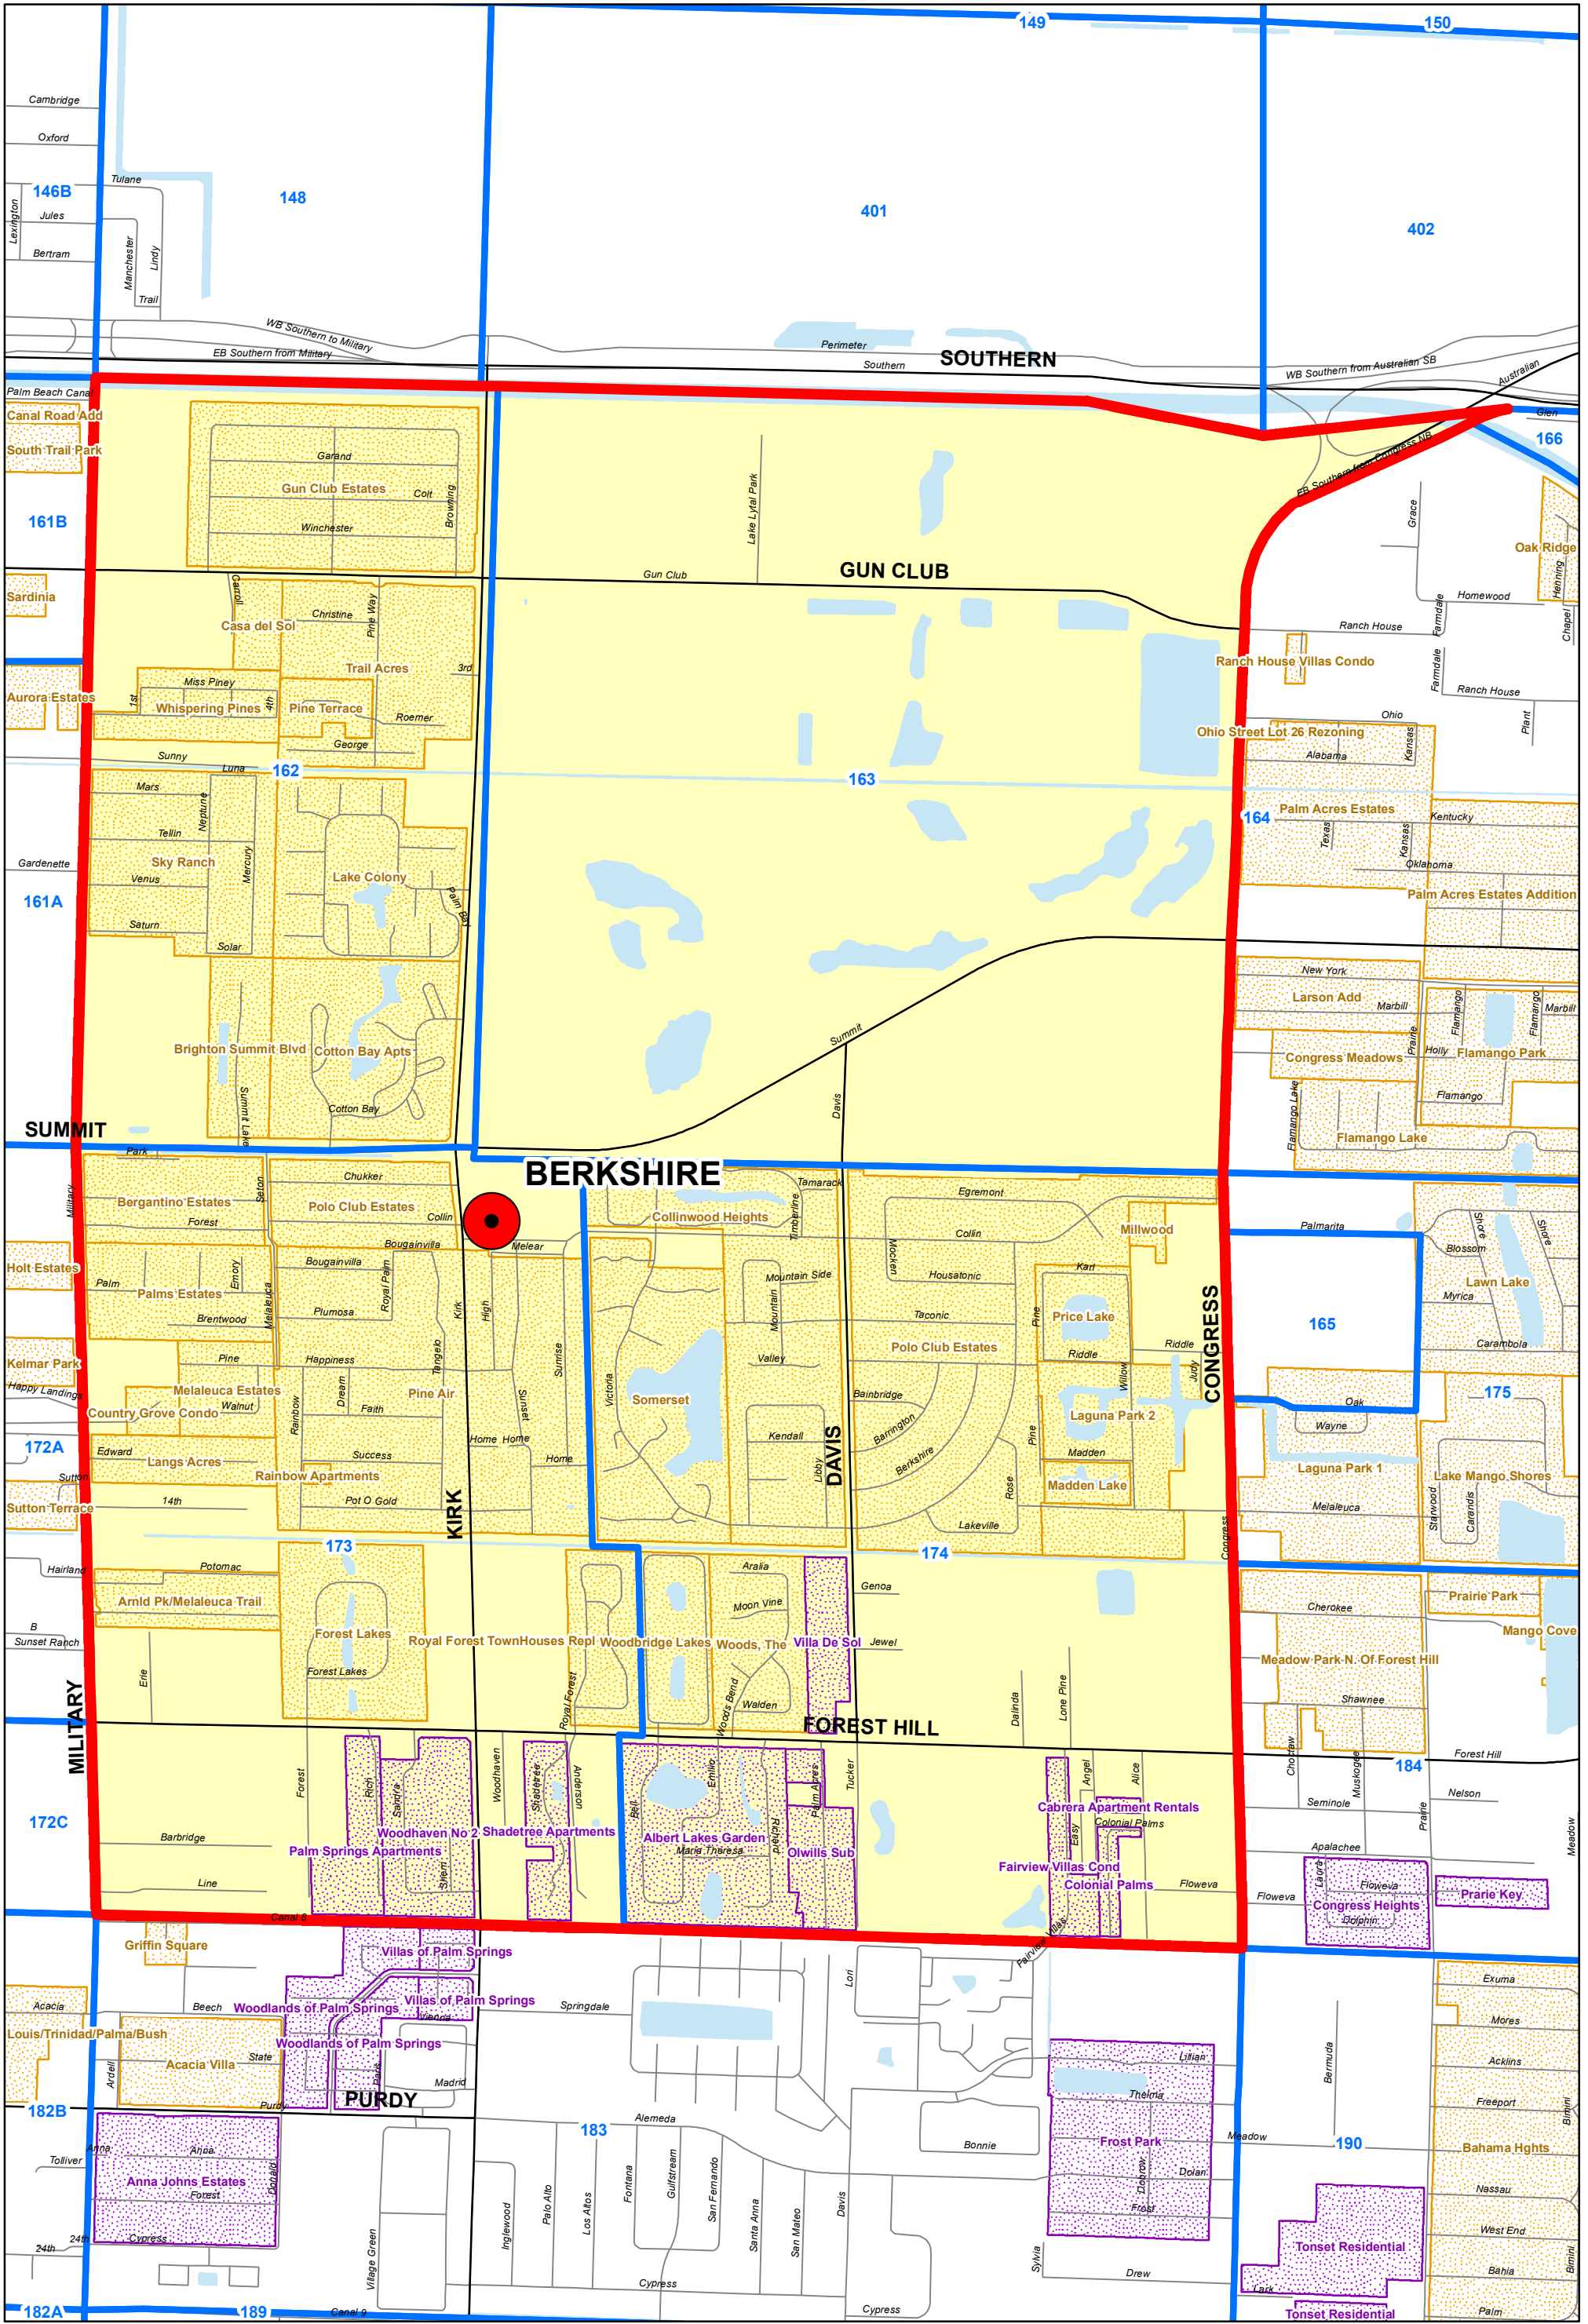 149
150
Cambridge
Oxford
Tulane
146B
148
401
402
Lexington
Jules
Manchester
Lindy
Bertram
Trail
WB Southern to Military
EB Southern from Military
Perimeter
Southern
SOUTHERN
WB Southern from Australian SB
Australian
Palm Beach Canal
Canal Road Add
South Trail Park
Glen
166
EB Southern from Congress NB
Garand
Gun Club Estates
Colt
Browning
Winchester
Lake Lytal Park
161B
Grace
Oak Ridge
Henning
Gun Club
GUN CLUB
Sardinia
Carroll
Christine
Pine Way
Casa del Sol
Homewood
Farmdale
Chapel
Ranch House
Trail Acres
3rd
Ranch House Villas Condo
Aurora Estates
Miss Piney
1st
4th
Whispering Pines
Pine Terrace
Roemer
George
Farmdale
Ranch House
Plant
Ohio
Ohio Street Lot 26 Rezoning
Kansas
Alabama
Sunny
Luna
162
163
Mars
Neptune
Tellin
Mercury
Sky Ranch
Gardenette
Venus
Lake Colony
Palm Bay
161A
Saturn
Solar
164
Palm Acres Estates
Kentucky
Texas
Kansas
Oklahoma
Palm Acres Estates Addition
New York
Larson Add
Marbill
Flamango
Flamango
Marbill
Prairie
Holly
Congress Meadows
Flamango Park
Flamango
Flamango Lake
Flamango Lake
Brighton Summit Blvd
Cotton Bay Apts
Cotton Bay
Summit Lake
Summit
Davis
SUMMIT
Park
BERKSHIRE
Military
Bergantino Estates
Forest
Seton
Chukker
Polo Club Estates
Collin
Bougainvilla
Melear
Tamarack
Timberline
Collinwood Heights
Egremont
Collin
Millwood
Mocken
Housatonic
Karl
Palmarita
Shore
Shore
Blossom
Lawn Lake
Myrica
Carambola
165
Holt Estates
Palm
Emory
Palms Estates
Brentwood
Melaleuca
Bougainvilla
Royal Palm
Plumosa
Kirk
High
Mountain Side
Mountain
Taconic
Pine
Price Lake
Polo Club Estates
Riddle
Riddle
CONGRESS
Kelmar Park
Happy Landings
Pine
Happiness
Tangelo
Sunrise
Valley
Victoria
Willow
Judy
Melaleuca Estates
Dream
Pine Air
Sunset
Somerset
Bainbridge
Country Grove Condo
Walnut
Rainbow
Faith
Barrington
Laguna Park 2
Pine
175
Oak
Wayne
172A
Edward
Langs Acres
Home
Home
Home
Kendall
DAVIS
Libby
Berkshire
Madden
Madden Lake
Rose
Success
Rainbow Apartments
Laguna Park 1
Lake Mango Shores
Sutton
Sutton Terrace
14th
Pot O Gold
KIRK
Melaleuca
Starwood
Carandis
Lakeville
Congress
173
174
Hairland
Potomac
Aralia
Genoa
Arnld Pk/Melaleuca Trail
Moon Vine
Cherokee
Prairie Park
B
Sunset Ranch
Forest Lakes
Royal Forest TownHouses Repl
Woodbridge Lakes
Woods, The
Villa De Sol
Jewel
Mango Cove
Meadow Park N. Of Forest Hill
Erie
Forest Lakes
Royal Forest
Woods Bend
Walden
Dalinda
Lone Pine
Shawnee
MILITARY
FOREST HILL
Forest Hill
Choctaw
Muskogee
184
Forest
Rich
Sandra
Woodhaven
Shadetree
Anderson
Bell
Emilio
Palm Acres
Tucker
Angel
Alice
Seminole
Nelson
Prairie
Meadow
172C
Barbridge
Palm Springs Apartments
Woodhaven No 2
Shadetree Apartments
Albert Lakes Garden
Maria Theresa
Richard
Olwills Sub
Cabrera Apartment Rentals
Easy
Colonial Palms
Apalachee
Laura
Line
Sherri
Fairview Villas Cond
Colonial Palms
Floweva
Floweva
Floweva
Congress Heights
Dolphin
Prarie Key
Canal 8
Griffin Square
Villas of Palm Springs
Fairview Villas
Lori
Exuma
Acacia
Beech
Woodlands of Palm Springs
Villas of Palm Springs
Vienna
Springdale
Mores
Louis/Trinidad/Palma/Bush
Woodlands of Palm Springs
State
Acacia Villa
Ardell
Paris
Madrid
Lillian
Bermuda
Acklins
Thelma
Purdy
PURDY
Freeport
182B
183
Alemeda
Bonnie
Frost Park
Meadow
190
Bahama Hghts
Bimini
Anna
Anna
Tolliver
Anna Johns Estates
Donald
Forest
Dobrow
Dolan
Nassau
Frost
Inglewood
Palo Alto
Los Altos
Fontana
Gulfstream
San Fernando
Santa Anna
San Mateo
Davis
24th
Cypress
24th
Village Green
West End
Tonset Residential
Sylvia
Drew
Bahia
Bimini
Cypress
Cypress
Lark
182A
189
Canal 9
Tonset Residential
Palm